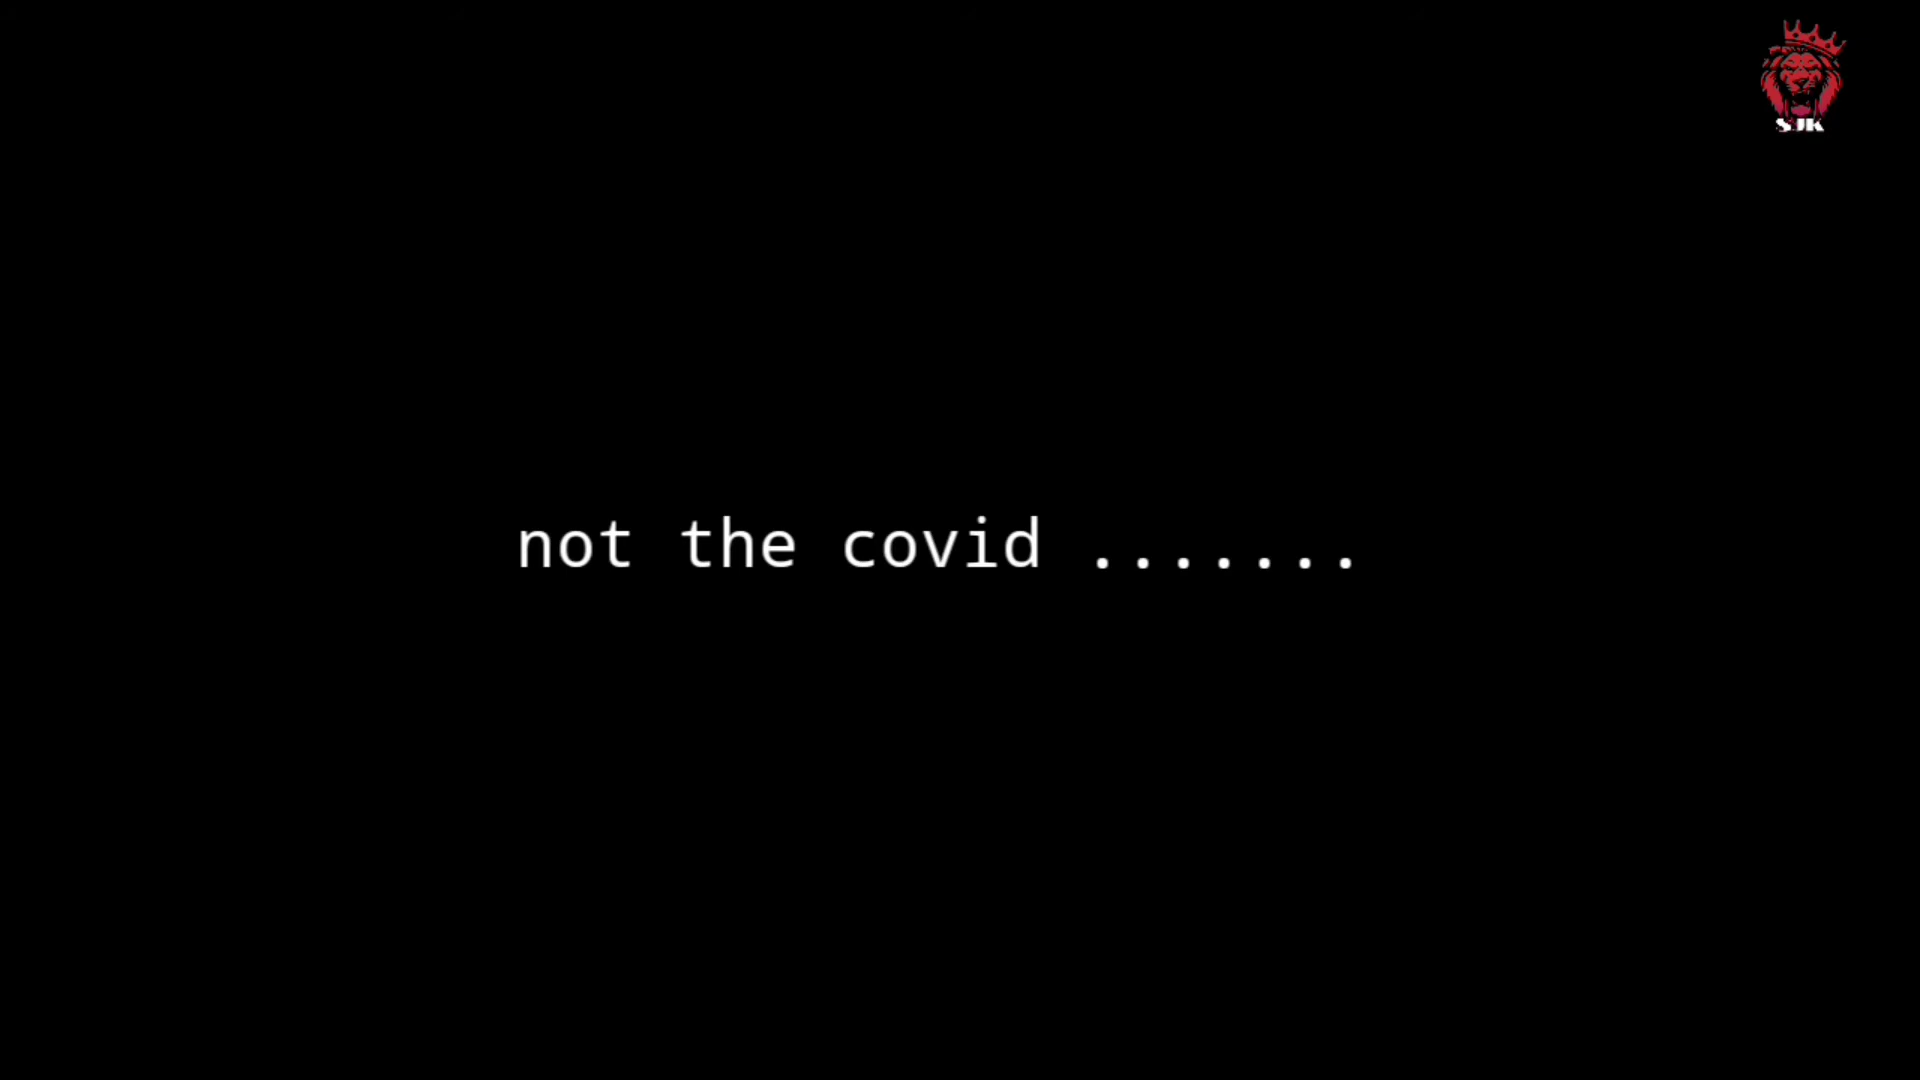 SJK
not the covid .......